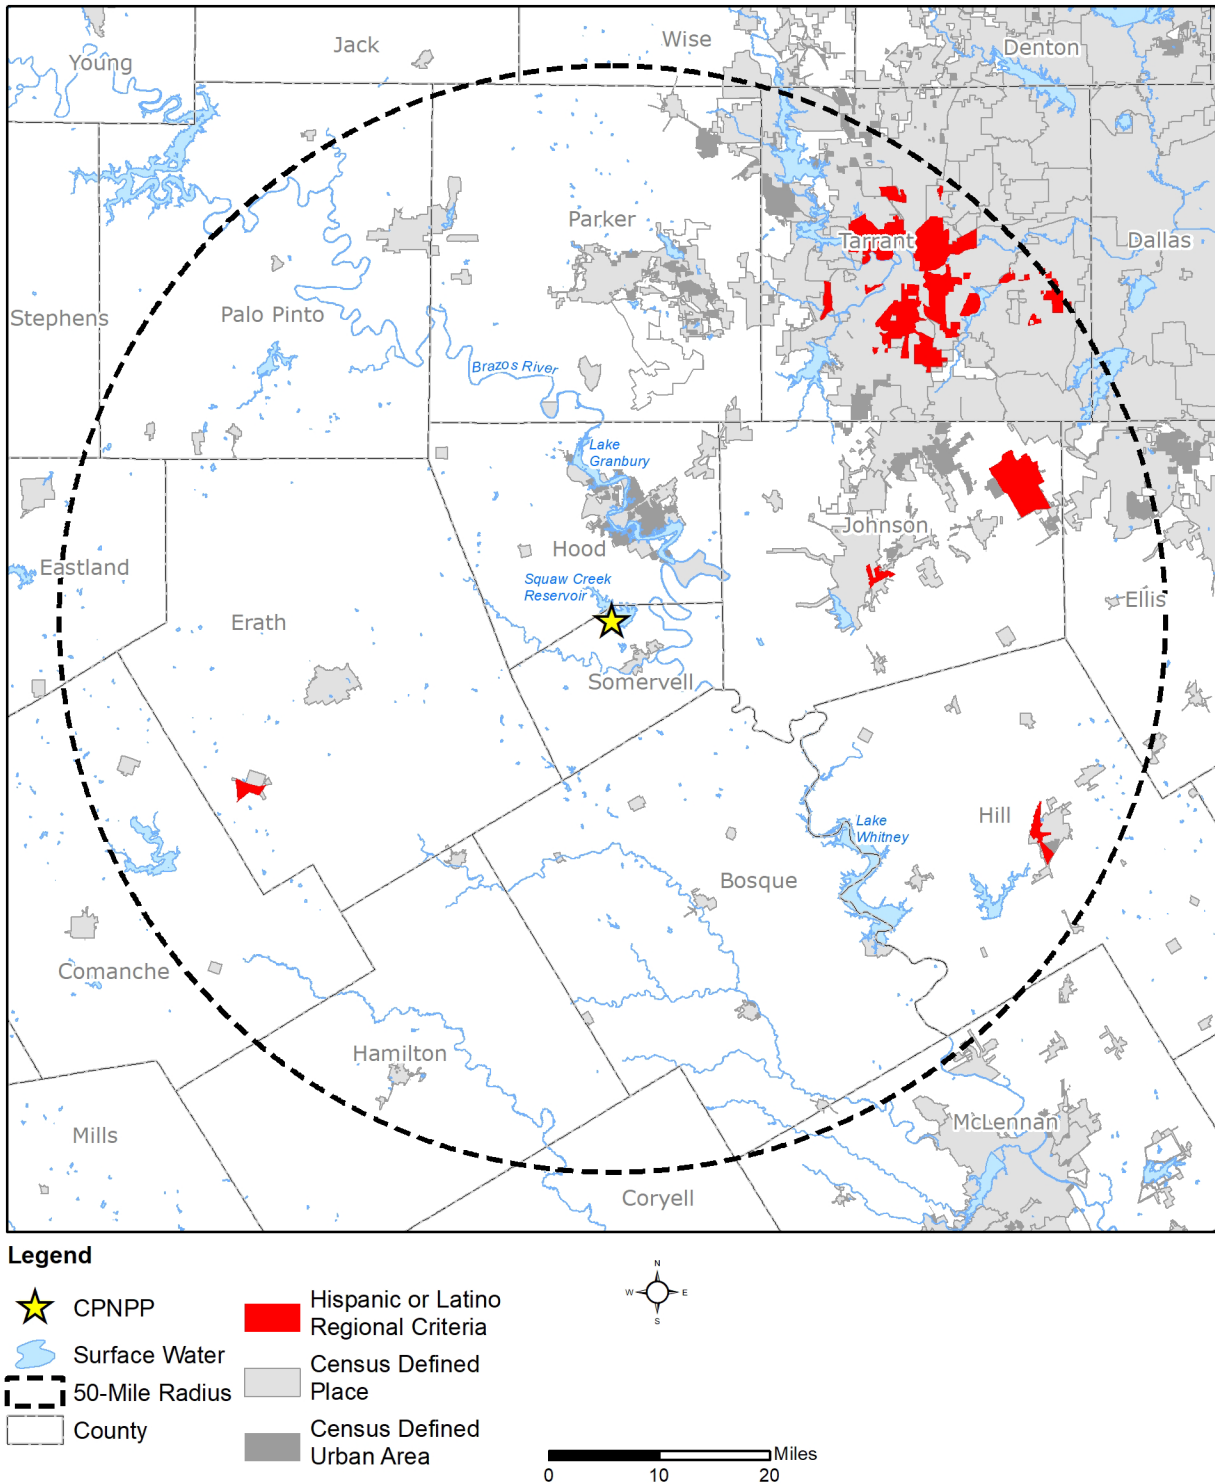 Jack
Wise
Denton
Young
Parker
Tarrant
Dallas
Stephens
Palo Pinto
Brazos River
Lake
Granbury
Johnson
Hood
Eastland
Squaw Creek
Reservoir
Ellis
Erath
Somervell
Lake
Whitney
Hill
Bosque
Comanche
Hamilton
McLennan
Mills
Coryell
Legend
CPNPP
Surface Water
50-Mile Radius
County
Hispanic or Latino
Regional Criteria
Census Defined
Place
Census Defined
Urban Area
N
W E
S
Miles
0 10 20